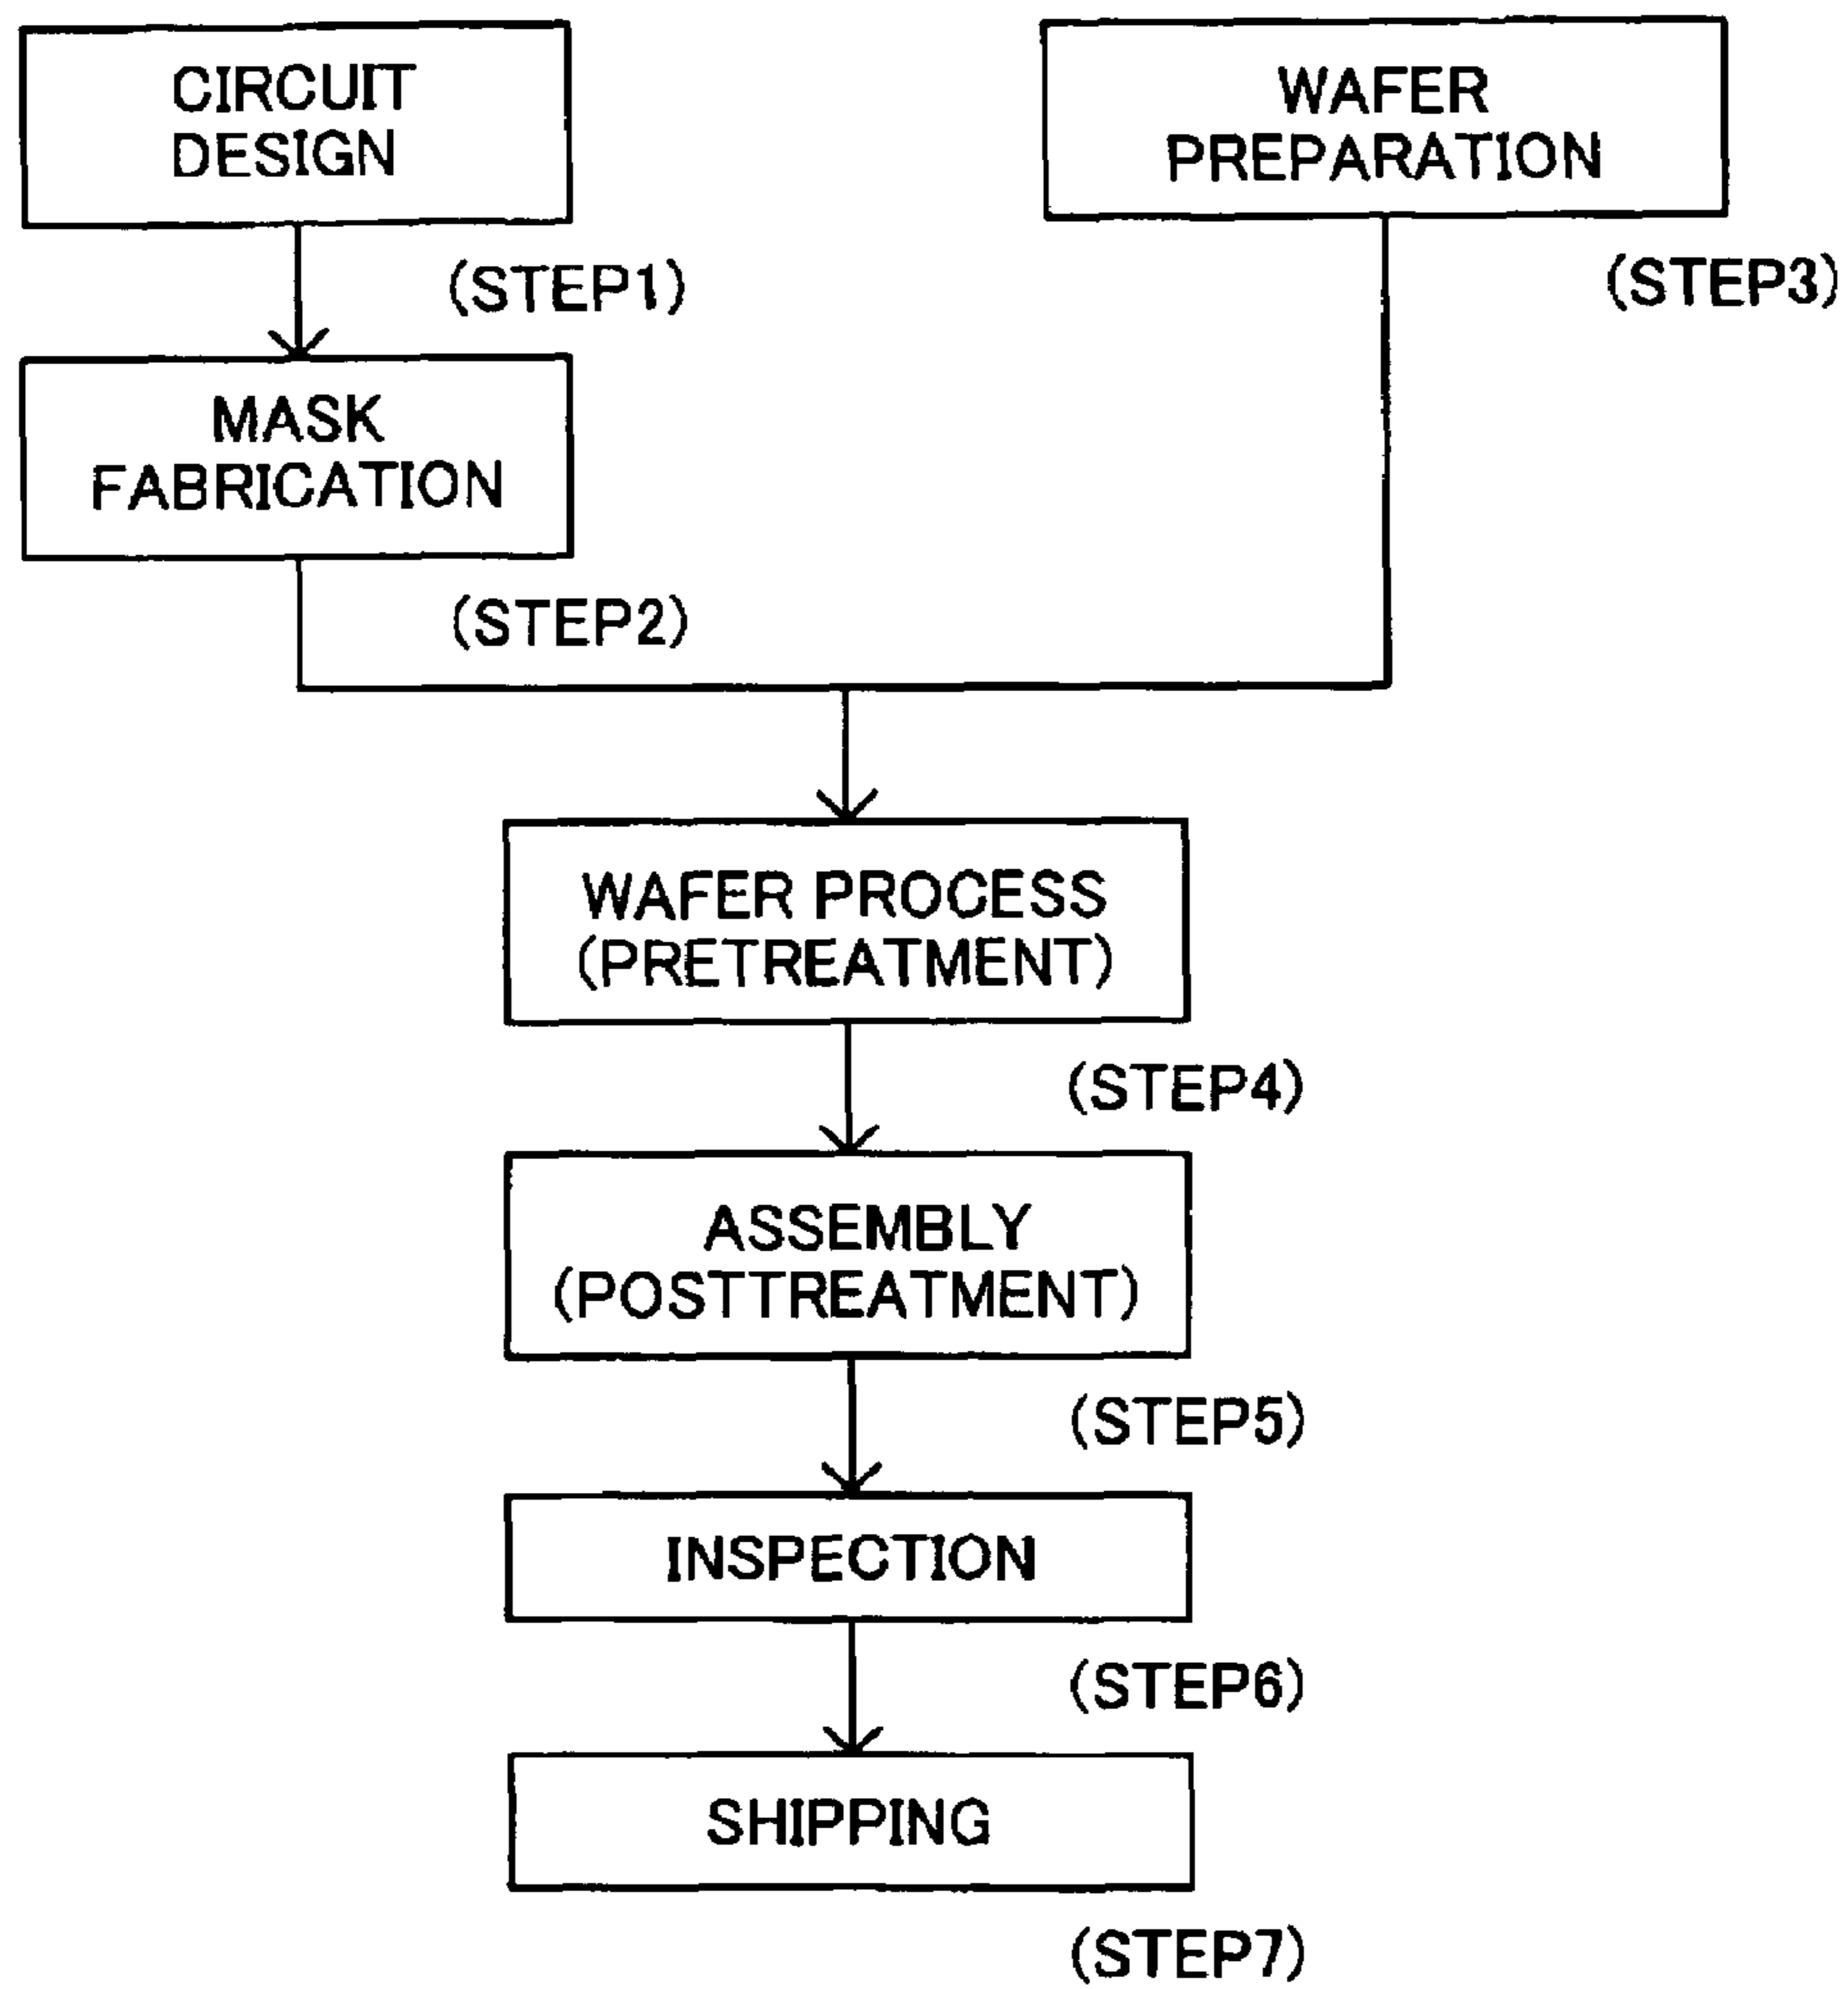 CIRCUIT
DESIGN
(STEP1)
MASK
FABRICATION
(STEP2)
WAFER
PREPARATION
(STEP3)
WAFER PROCESS
(PRETREATMENT)
(STEP4)
ASSEMBLY
(POSTTREATMENT)
(STEP5)
INSPECTION
(STEP6)
SHIPPING
(STEP7)